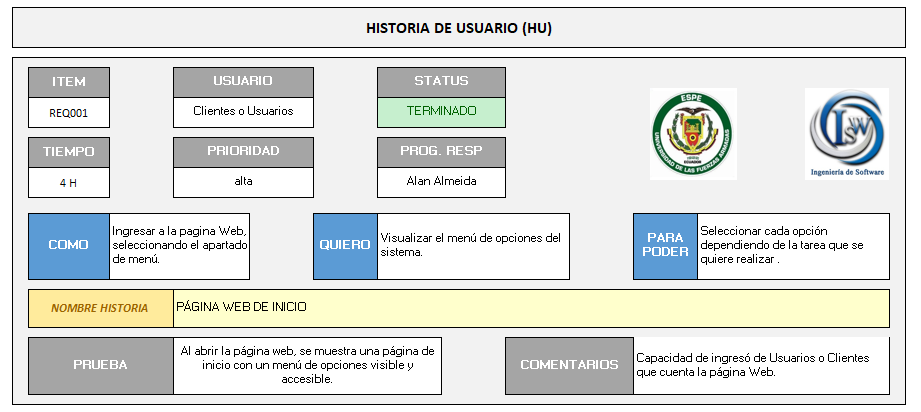 HISTORIA DE USUARIO (HU)
ITEM
USUARIO
STATUS
REQ001
Clientes o Usuarios
TERMINADO
TIEMPO
PRIORIDAD
PROG. RESP
4 H
alta
Alan Almeida
ESPE
UNIVERSIDAD DE LAS FUERZAS ARMADAS
ECUADOR
ISW
Ingeniería de Software
COMO
Ingresar a la pagina Web,
seleccionando el apartado
de menú.
QUIERO
Visualizar el menú de opciones del
sistema.
PARA
PODER
Seleccionar cada opción
dependiendo de la tarea que se
quiere realizar .
NOMBRE HISTORIA
PÁGINA WEB DE INICIO
PRUEBA
Al abrir la página web, se muestra una página de
inicio con un menú de opciones visible y
accesible.
COMENTARIOS
Capacidad de ingresó de Usuarios o Clientes
que cuenta la página Web.